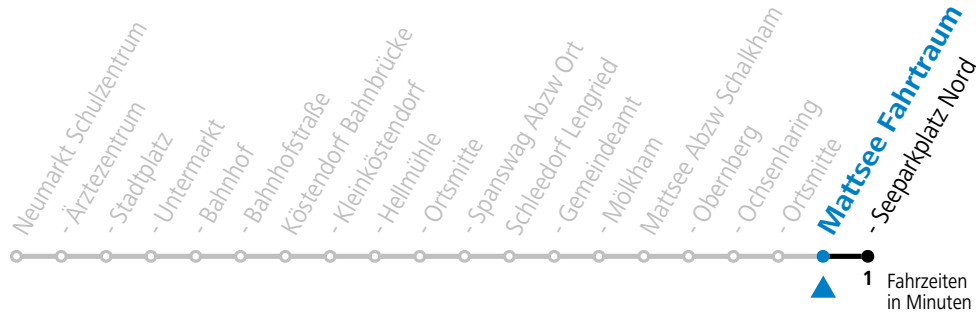 Neumarkt Schulzentrum
- Ärztezentrum
- Stadtplatz
- Untermarkt
- Bahnhof
- Bahnhofstraße
Köstendorf Bahnbrücke
- Kleinköstendorf
- Hellmühle
- Ortsmitte
- Spanswag Abzw Ort
Schleedorf Lengried
- Gemeindeamt
- Mölkham
Mattsee Abzw Schalkham
- Obernberg
- Ochsenharing
- Ortsmitte
Mattsee Fahrtraum
- Seeparkplatz Nord
1 Fahrzeiten
in Minuten